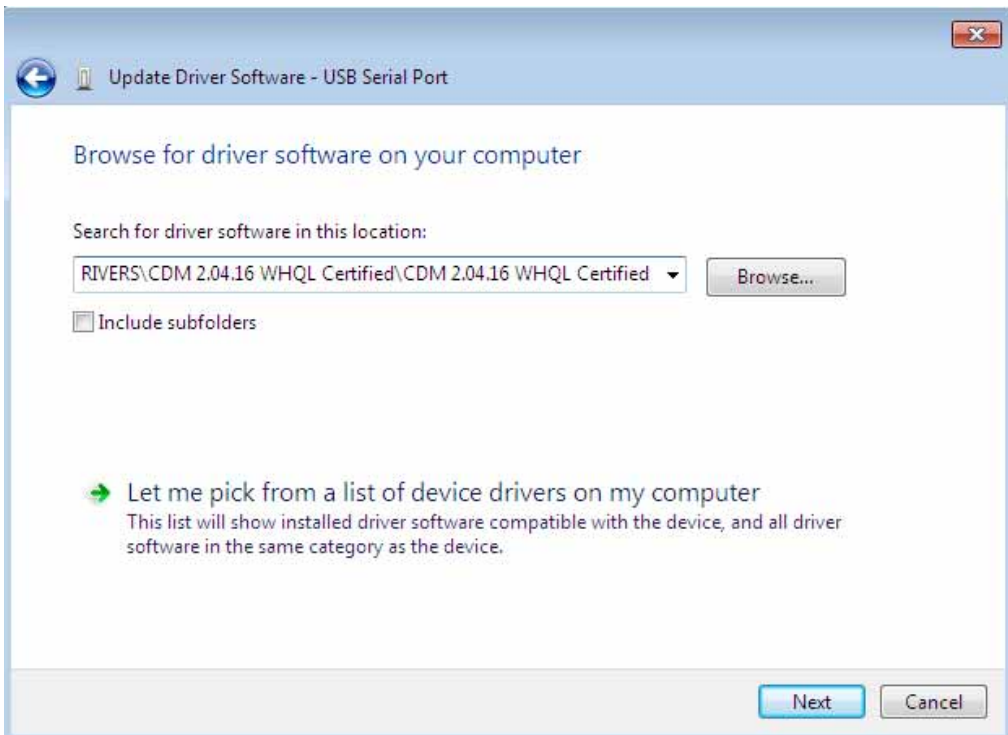 Update Driver Software - USB Serial Port
Browse for driver software on your computer
Search for driver software in this location:
RIVERS\CDM 2.04.16 WHQL Certified\CDM 2.04.16 WHQL Certified
Browse...
Include subfolders
Let me pick from a list of device drivers on my computer
This list will show installed driver software compatible with the device, and all driver
software in the same category as the device.
Next
Cancel